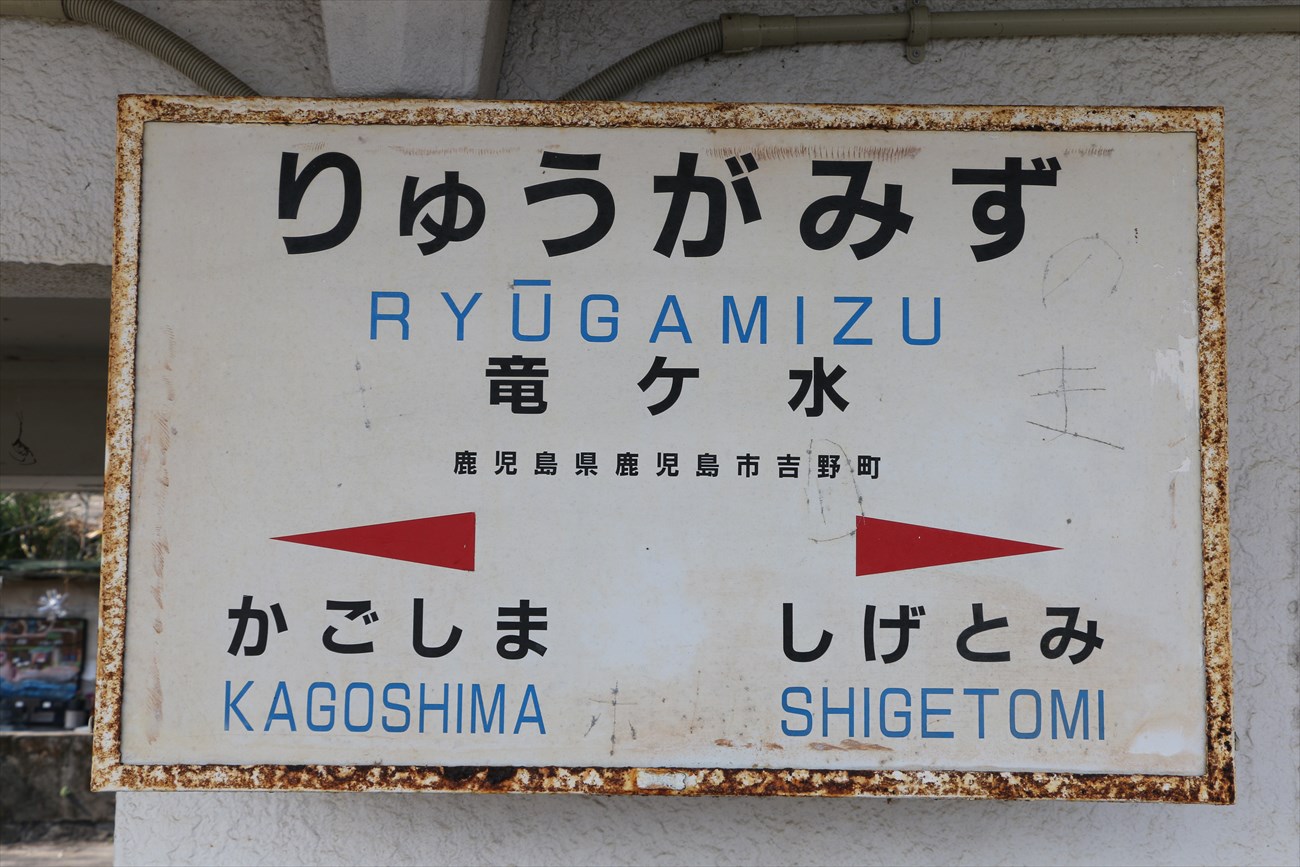 りゅうがみず
RYŪGAMIZU
竜ケ水
鹿児島県鹿児島市吉野町
かごしま
KAGOSHIMA
しげとみ
SHIGETOMI